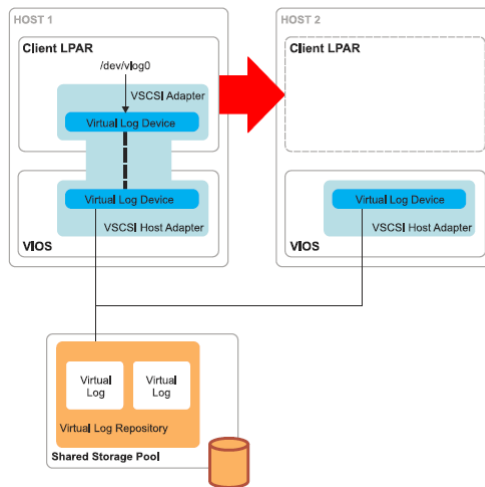 HOST 1
Client LPAR
/dev/vlog0
VSCSI Adapter
Virtual Log Device
Virtual Log Device
VSCSI Host Adapter
VIOS
HOST 2
Client LPAR
Virtual Log Device
VSCSI Host Adapter
VIOS
Virtual
Log
Virtual
Log
Virtual Log Repository
Shared Storage Pool